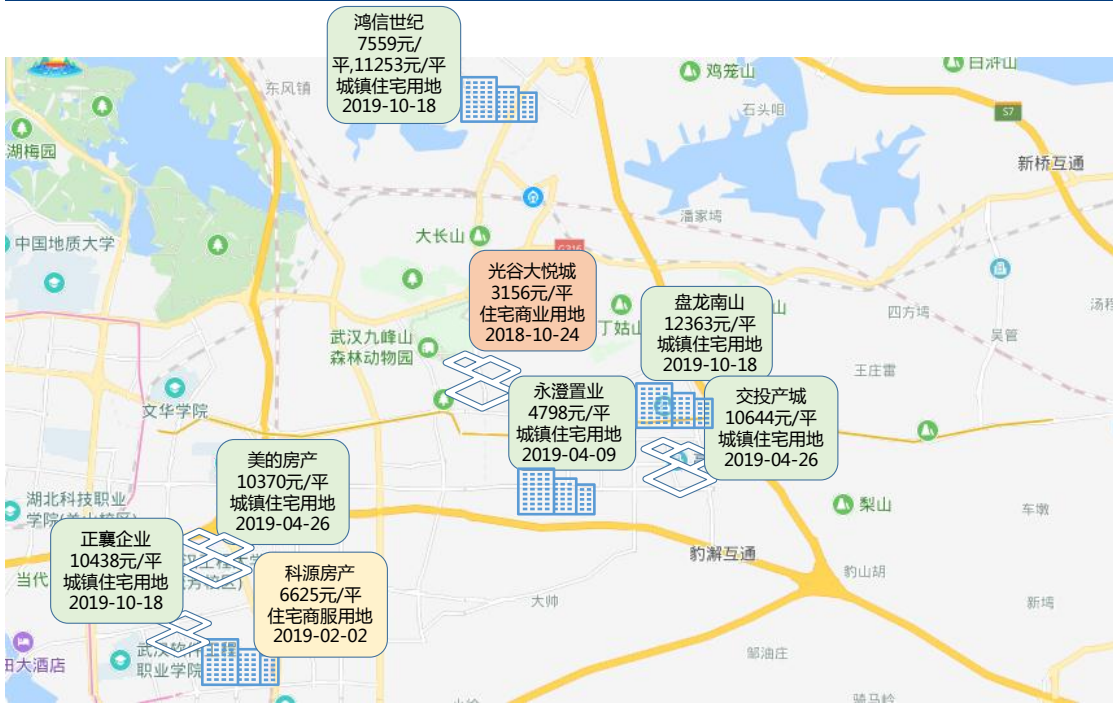 鸿信世纪
7559元/
平,11253元/平
城镇住宅用地
2019-10-18
东风镇
鸡笼山
白浒山
石头咀
S7
湖梅园
新桥互通
潘家塆
中国地质大学
大长山
G316
光谷大悦城
3156元/平
住宅商业用地
2018-10-24
盘龙南山
12363元/平
城镇住宅用地
2019-10-18
山
四方塆
汤程
吴管
丁姑山
武汉九峰山
森林动物园
王庄雷
永澄置业
4798元/平
城镇住宅用地
2019-04-09
交投产城
10644元/平
城镇住宅用地
2019-04-26
文华学院
美的房产
10370元/平
城镇住宅用地
2019-04-26
湖北科技职业
梨山
车墩
正襄企业
10438元/平
城镇住宅用地
2019-10-18
豹澥互通
当代
科源房产
6625元/平
住宅商服用地
2019-02-02
豹山胡
大帅
新塆
邹油庄
田大酒店
职业学院
骑马岭